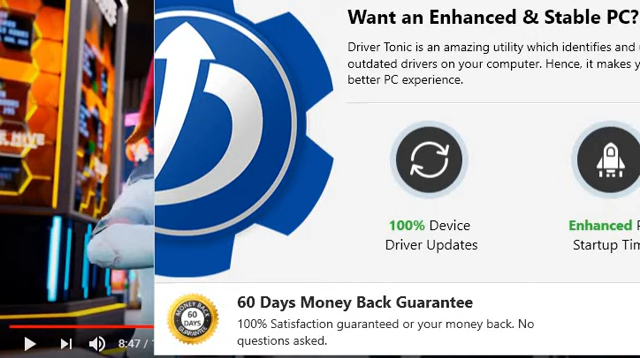 Want an Enhanced & Stable PC?
Driver Tonic is an amazing utility which identifies and
outdated drivers on your computer. Hence, it makes
better PC experience.
100% Device
Driver Updates
Enhanced
Startup
60 Days Money Back Guarantee
100% Satisfaction guaranteed or your money back. No
questions asked.
MONEY BACK
60
DAYS
GUARANTEE
8:47 /